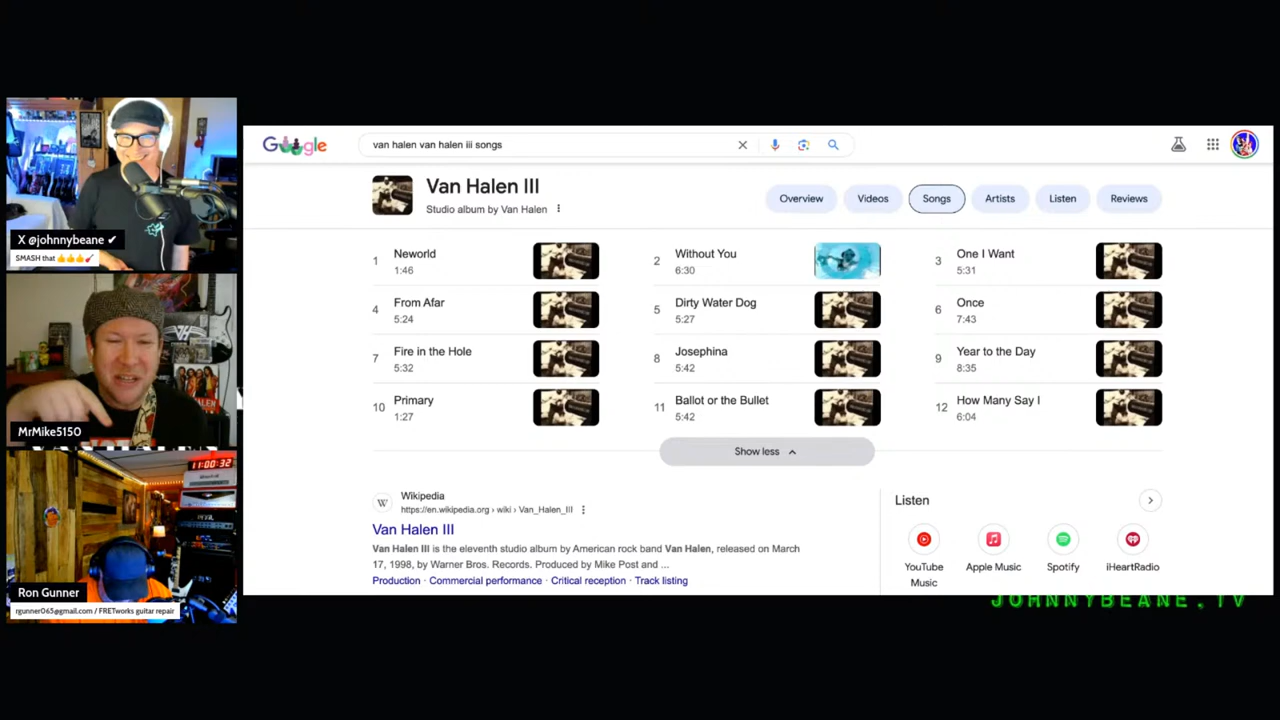 Google
van halen van halen iii songs
Van Halen III
Studio album by Van Halen
Overview
Videos
Songs
Artists
Listen
Reviews
1
Neworld
1:46
2
Without You
6:30
3
One I Want
5:31
4
From Afar
5:24
5
Dirty Water Dog
5:27
6
Once
7:43
7
Fire in the Hole
5:32
8
Josephina
5:42
9
Year to the Day
8:35
10
Primary
1:27
11
Ballot or the Bullet
5:42
12
How Many Say I
6:04
Show less
W
Wikipedia
https://en.wikipedia.org › wiki › Van_Halen_III
Van Halen III
Van Halen III is the eleventh studio album by American rock band Van Halen, released on March
17, 1998, by Warner Bros. Records. Produced by Mike Post and ...
Production · Commercial performance · Critical reception · Track listing
Listen
YouTube
Music
Apple Music
Spotify
iHeartRadio
X @johnnybeane ✔
SMASH that 👍👍👍🎸
MrMike5150
11:00:32
Ron Gunner
rgunner065@gmail.com / FRETworks guitar repair
JOHNNYBEANE.TV